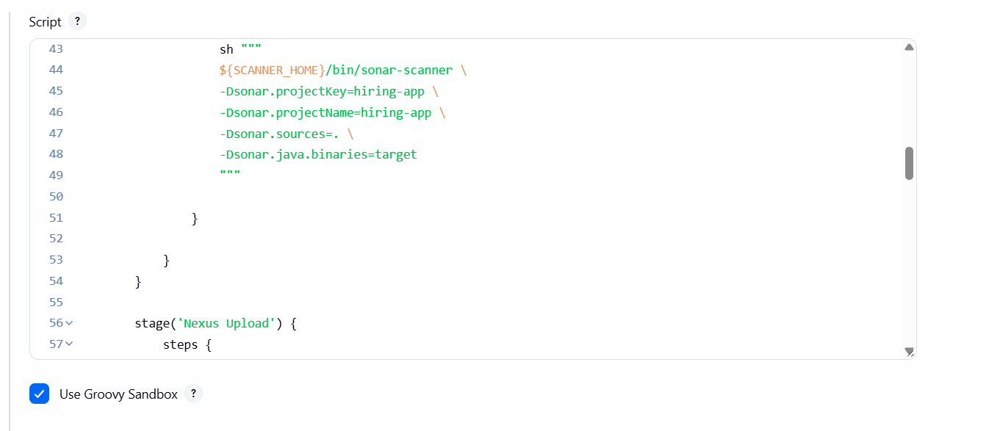 Script ?
43 sh """
44 ${SCANNER_HOME}/bin/sonar-scanner \
45 -Dsonar.projectKey=hiring-app \
46 -Dsonar.projectName=hiring-app \
47 -Dsonar.sources=. \
48 -Dsonar.java.binaries=target
49 """
50
51 }
52
53 }
54 }
55
56 stage('Nexus Upload') {
57 steps {
Use Groovy Sandbox ?